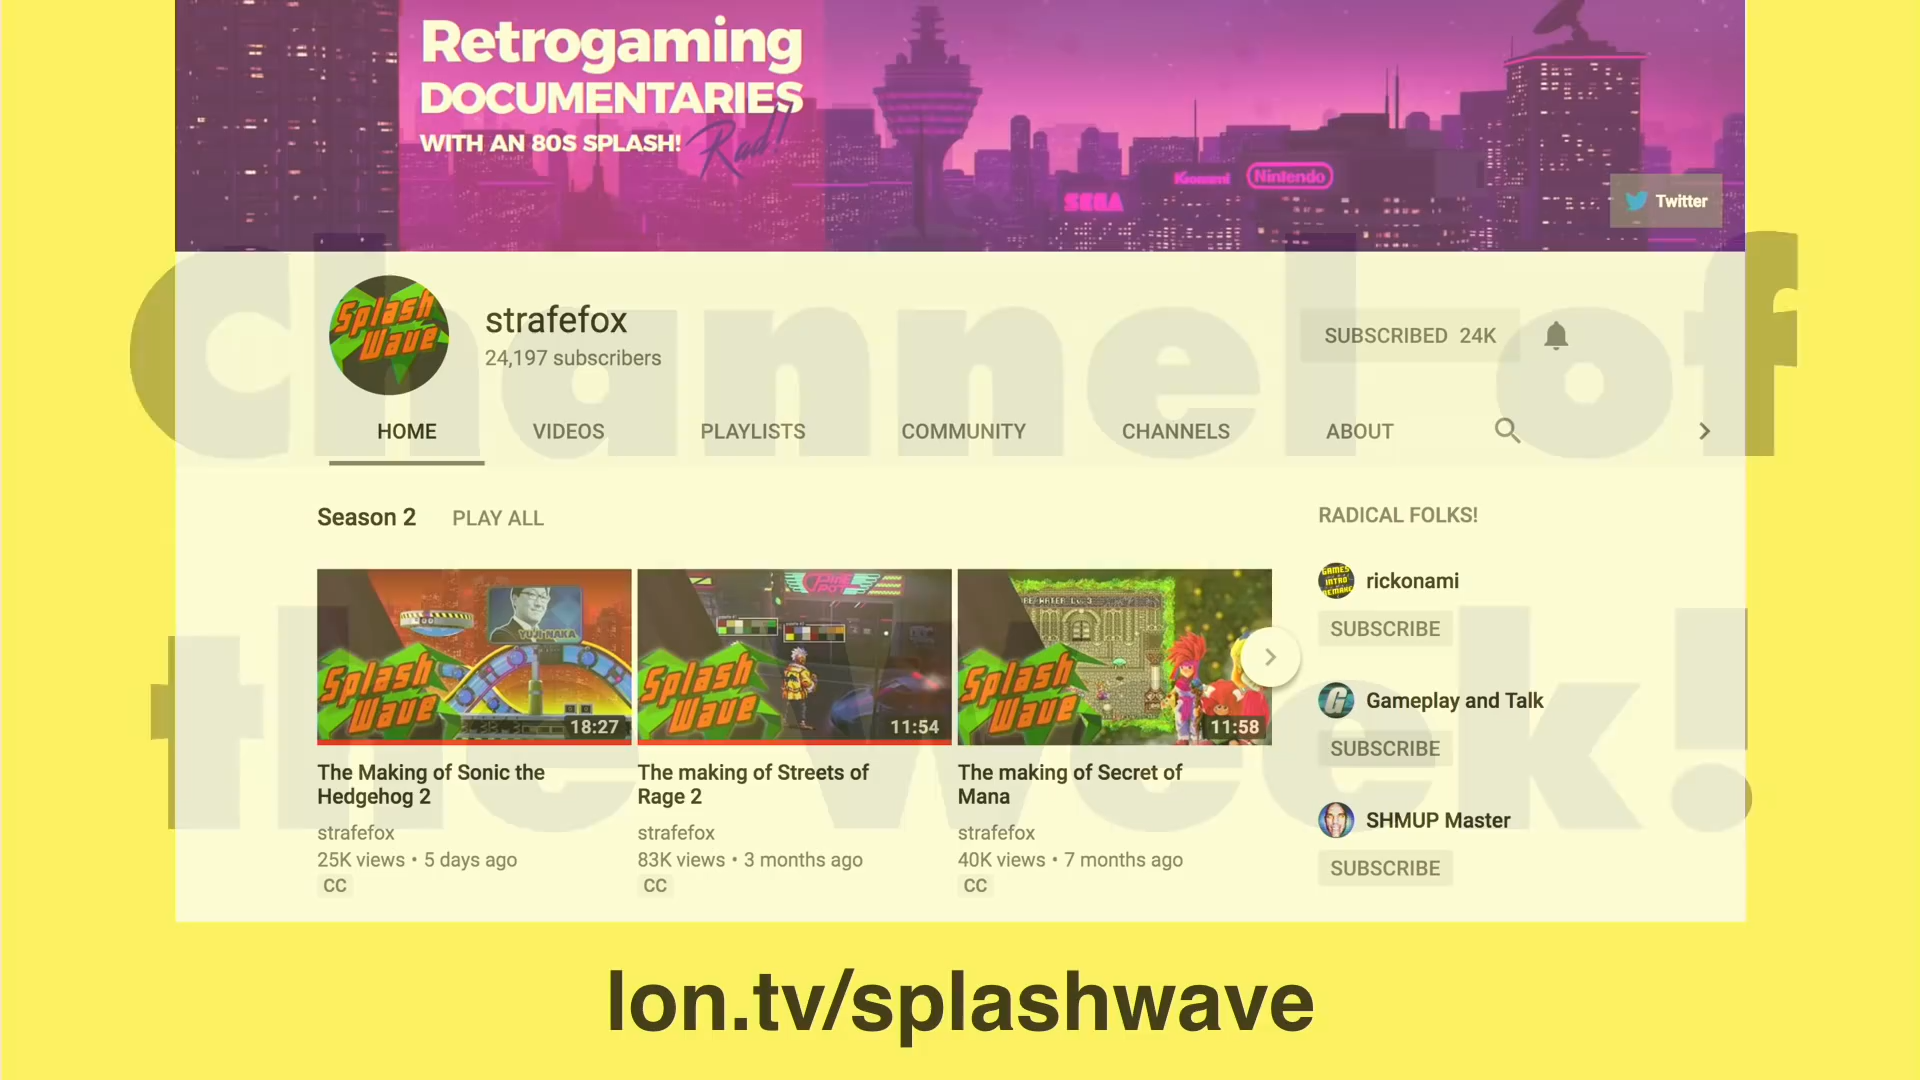 Retrogaming
DOCUMENTARIES
WITH AN 80S SPLASH!
Rad!
SEGA
Konami
Nintendo
Twitter
Channel of
the week!
Splash
Wave
strafefox
24,197 subscribers
SUBSCRIBED 24K
HOME VIDEOS PLAYLISTS COMMUNITY CHANNELS ABOUT
Season 2 PLAY ALL
RADICAL FOLKS!
YUJI NAKA
Splash
Wave
18:27
Splash
Wave
11:54
Splash
Wave
11:58
The Making of Sonic the
Hedgehog 2
strafefox
25K views • 5 days ago
CC
The making of Streets of
Rage 2
strafefox
83K views • 3 months ago
CC
The making of Secret of
Mana
strafefox
40K views • 7 months ago
CC
GAMES
INTRO
REMAKE
rickonami
SUBSCRIBE
G
Gameplay and Talk
SUBSCRIBE
SHMUP Master
SUBSCRIBE
lon.tv/splashwave